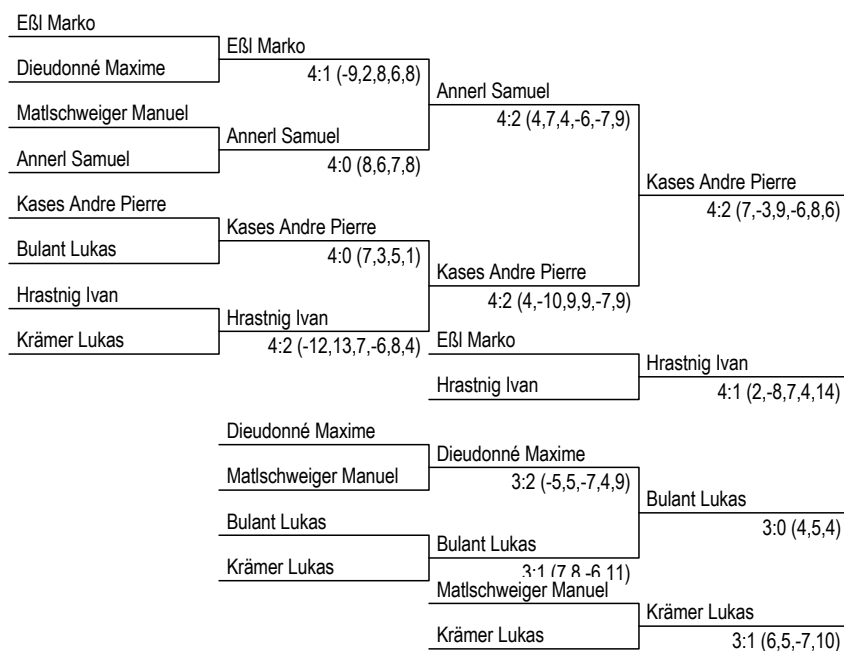 Eßl Marko
Eßl Marko
Dieudonné Maxime
4:1 (-9,2,8,6,8)
Annerl Samuel
Matlschweiger Manuel
4:2 (4,7,4,-6,-7,9)
Annerl Samuel
Annerl Samuel
4:0 (8,6,7,8)
Kases Andre Pierre
Kases Andre Pierre
4:2 (7,-3,9,-6,8,6)
Kases Andre Pierre
Bulant Lukas
4:0 (7,3,5,1)
Kases Andre Pierre
Hrastnig Ivan
4:2 (4,-10,9,9,-7,9)
Hrastnig Ivan
Krämer Lukas
4:2 (-12,13,7,-6,8,4)
Eßl Marko
Hrastnig Ivan
Hrastnig Ivan
4:1 (2,-8,7,4,14)
Dieudonné Maxime
Dieudonné Maxime
Matlschweiger Manuel
3:2 (-5,5,-7,4,9)
Bulant Lukas
Bulant Lukas
3:0 (4,5,4)
Bulant Lukas
Krämer Lukas
3:1 (7,8,-6,11)
Matlschweiger Manuel
Krämer Lukas
Krämer Lukas
3:1 (6,5,-7,10)